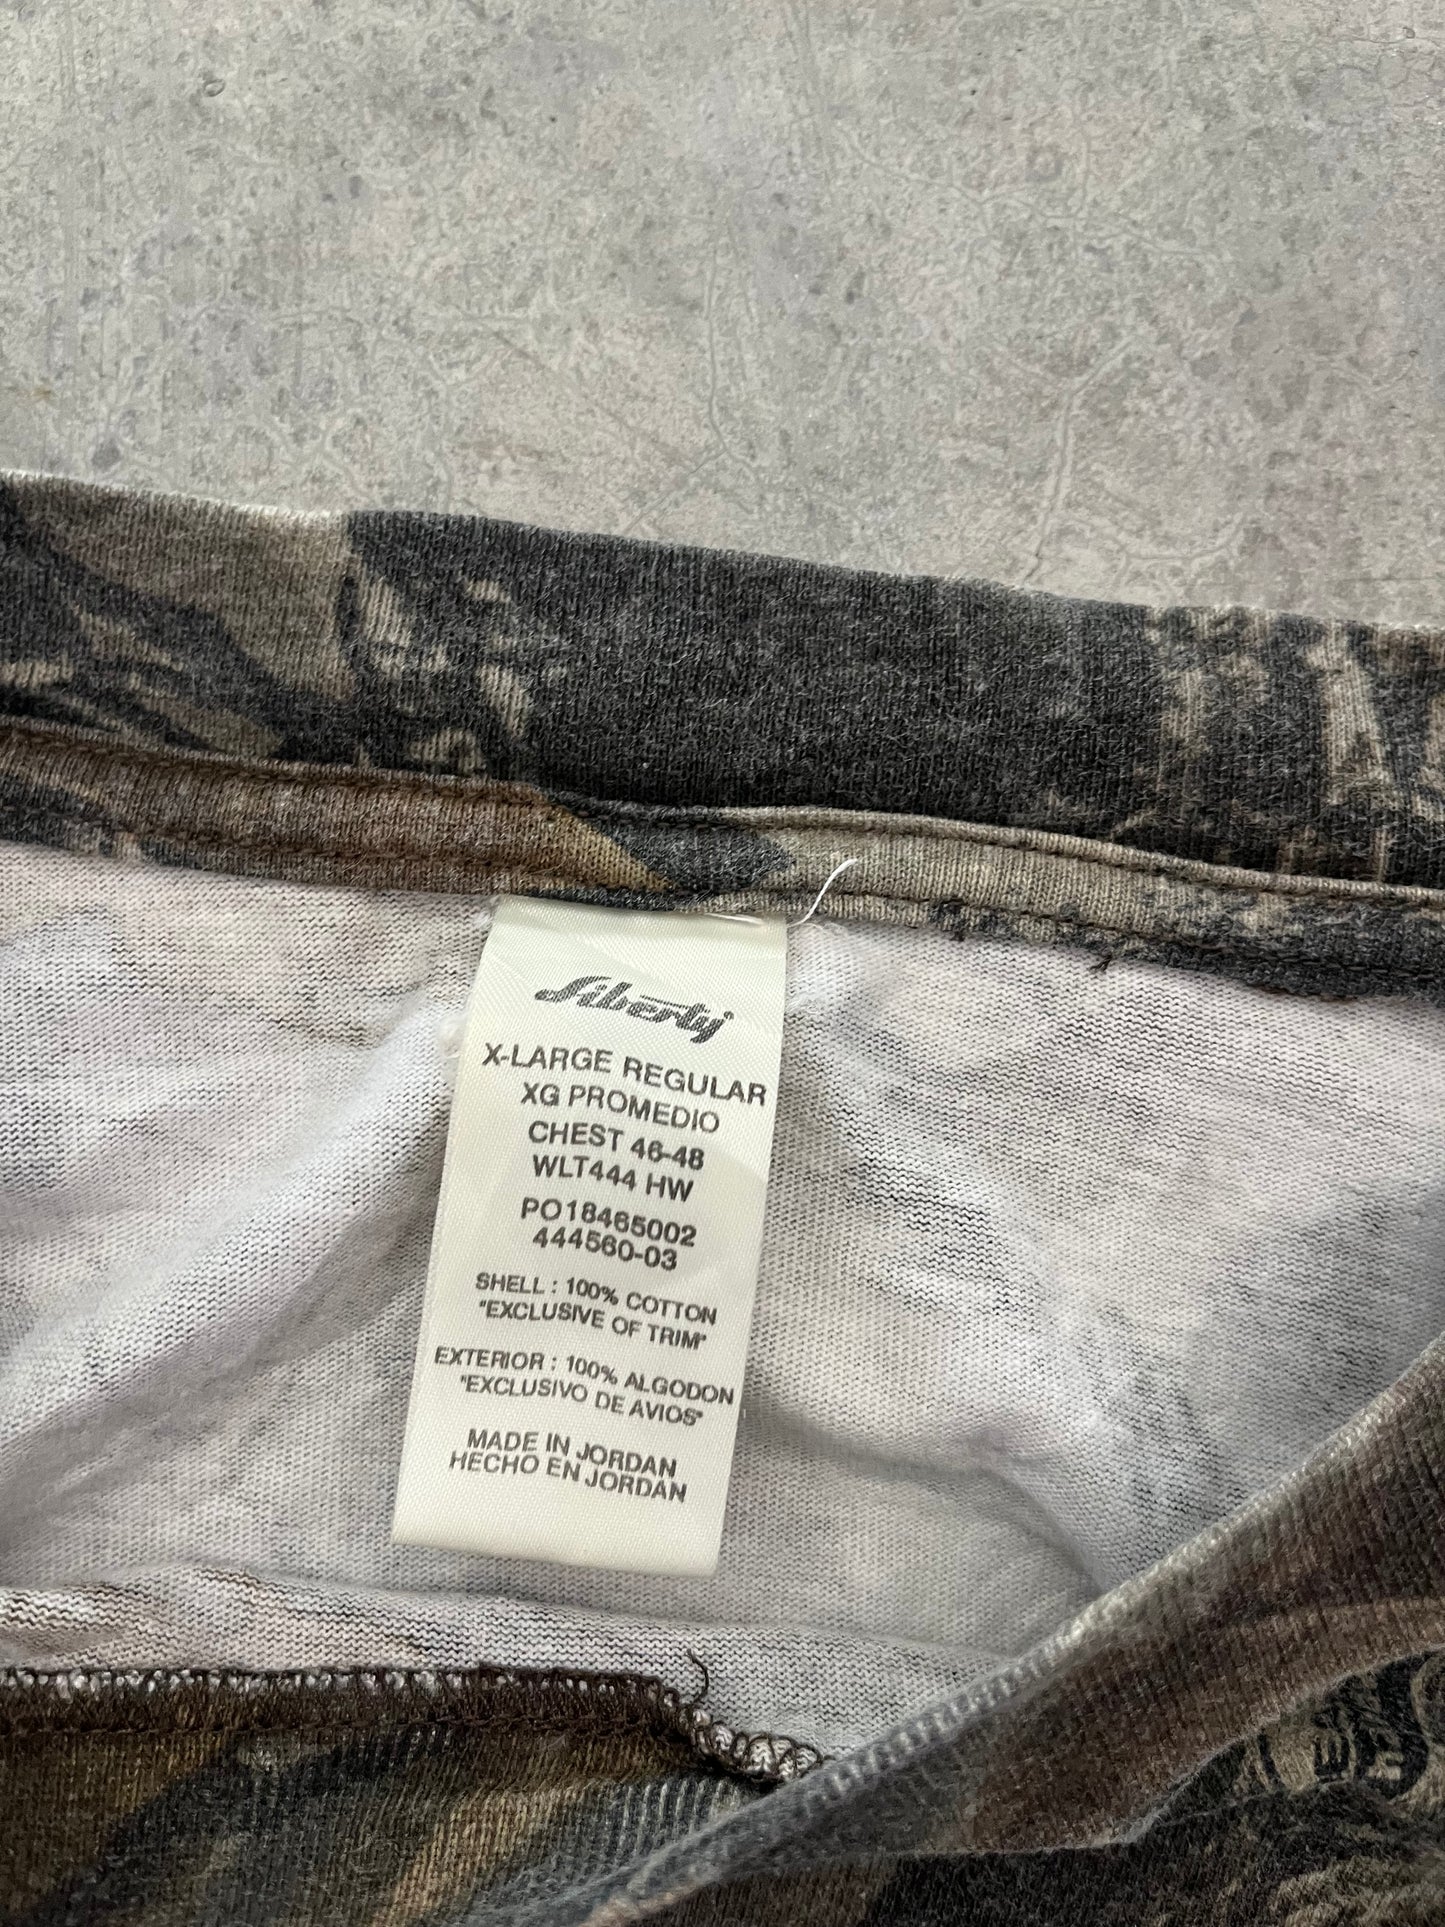 Liberty®
X-LARGE REGULAR
XG PROMEDIO
CHEST 46-48
WLT444 HW
PO18465002
444560-03
SHELL : 100% COTTON
"EXCLUSIVE OF TRIM"
EXTERIOR : 100% ALGODON
"EXCLUSIVO DE AVIOS"
MADE IN JORDAN
HECHO EN JORDAN